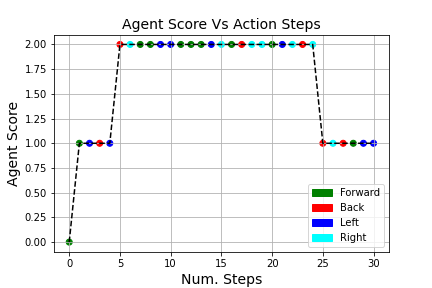 Agent Score Vs Action Steps
2.00
1.75
1.50
1.25
1.00
0.75
0.50
0.25
0.00
Agent Score
Forward
Back
Left
Right
0 5 10 15 20 25 30
Num. Steps